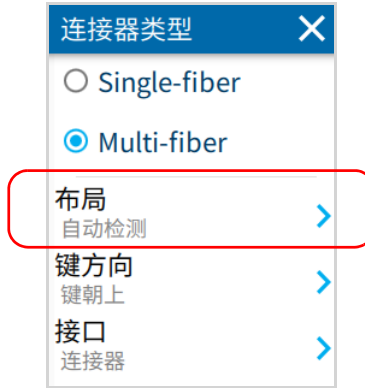 连接器类型
Single-fiber
Multi-fiber
布局
自动检测
键方向
键朝上
接口
连接器